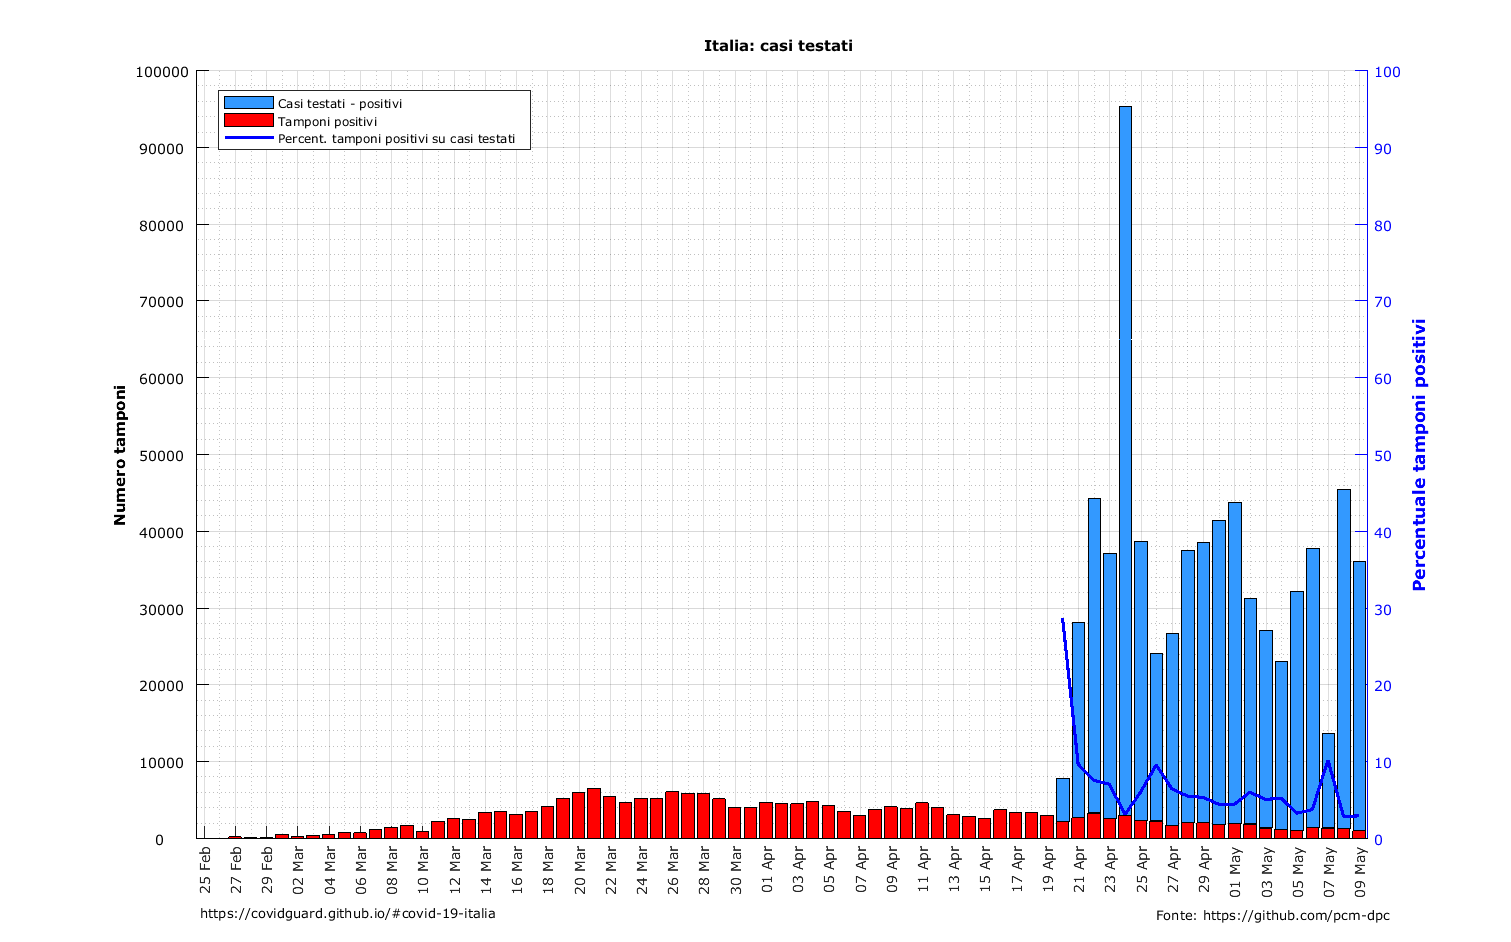 Italia: casi testati
Casi testati - positivi
Tamponi positivi
Percent. tamponi positivi su casi testati
Numero tamponi
100000
90000
80000
70000
60000
50000
40000
30000
20000
10000
0
100
90
80
70
60
50
40
30
20
10
0
Percentuale tamponi positivi
25 Feb
27 Feb
29 Feb
02 Mar
04 Mar
06 Mar
08 Mar
10 Mar
12 Mar
14 Mar
16 Mar
18 Mar
20 Mar
22 Mar
24 Mar
26 Mar
28 Mar
30 Mar
01 Apr
03 Apr
05 Apr
07 Apr
09 Apr
11 Apr
13 Apr
15 Apr
17 Apr
19 Apr
21 Apr
23 Apr
25 Apr
27 Apr
29 Apr
01 May
03 May
05 May
07 May
09 May
https://covidguard.github.io/#covid-19-italia
Fonte: https://github.com/pcm-dpc